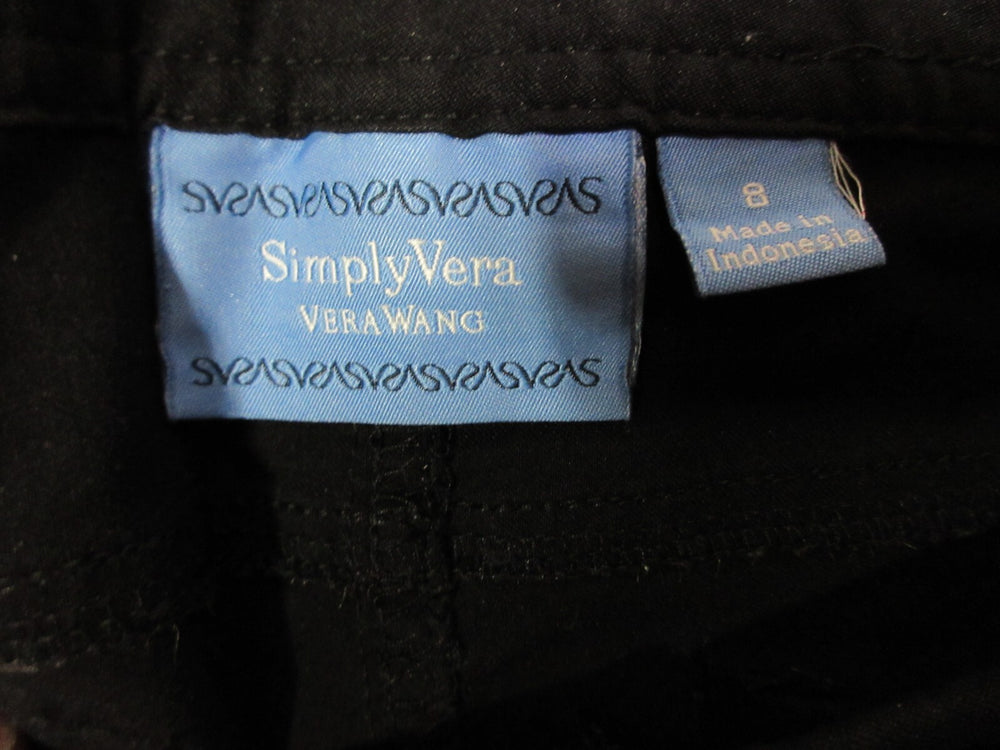 SimplyVera
VERA WANG
8
Made in
Indonesia